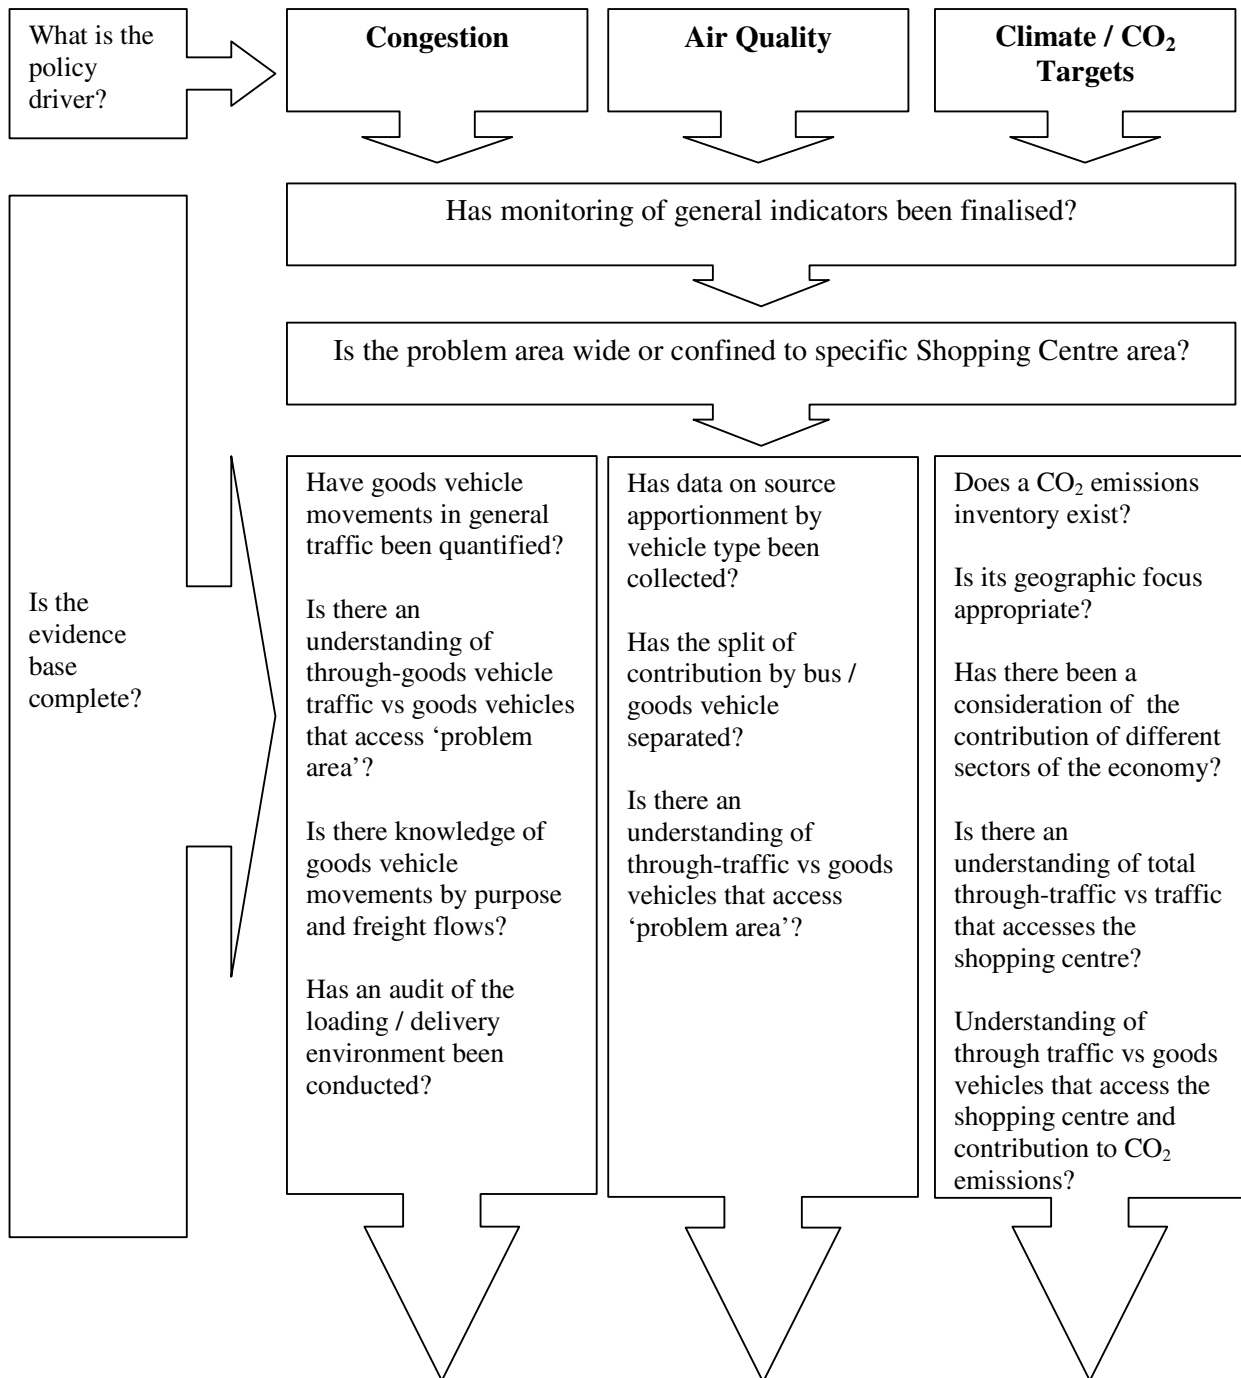 What is the
policy
driver?
Congestion
Air Quality
Climate / CO₂
Targets
Has monitoring of general indicators been finalised?
Is the problem area wide or confined to specific Shopping Centre area?
Is the
evidence
base
complete?
Have goods vehicle
movements in general
traffic been quantified?
Is there an
understanding of
through-goods vehicle
traffic vs goods vehicles
that access ‘problem
area’?
Is there knowledge of
goods vehicle
movements by purpose
and freight flows?
Has an audit of the
loading / delivery
environment been
conducted?
Has data on source
apportionment by
vehicle type been
collected?
Has the split of
contribution by bus /
goods vehicle
separated?
Is there an
understanding of
through-traffic vs goods
vehicles that access
‘problem area’?
Does a CO₂ emissions
inventory exist?
Is its geographic focus
appropriate?
Has there been a
consideration of  the
contribution of different
sectors of the economy?
Is there an
understanding of total
through-traffic vs traffic
that accesses the
shopping centre?
Understanding of
through traffic vs goods
vehicles that access the
shopping centre and
contribution to CO₂
emissions?